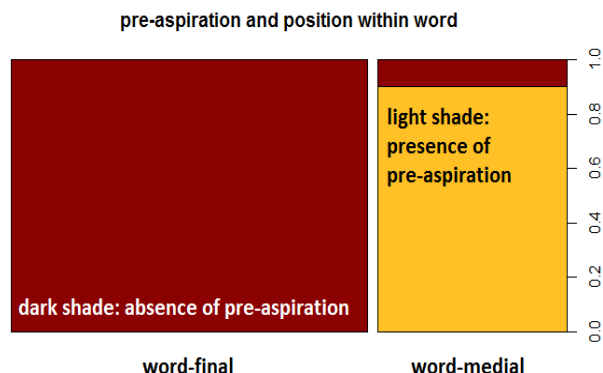 pre-aspiration and position within word
light shade:
presence of
pre-aspiration
dark shade: absence of pre-aspiration
1.0
0.8
0.6
0.4
0.2
0.0
word-final
word-medial